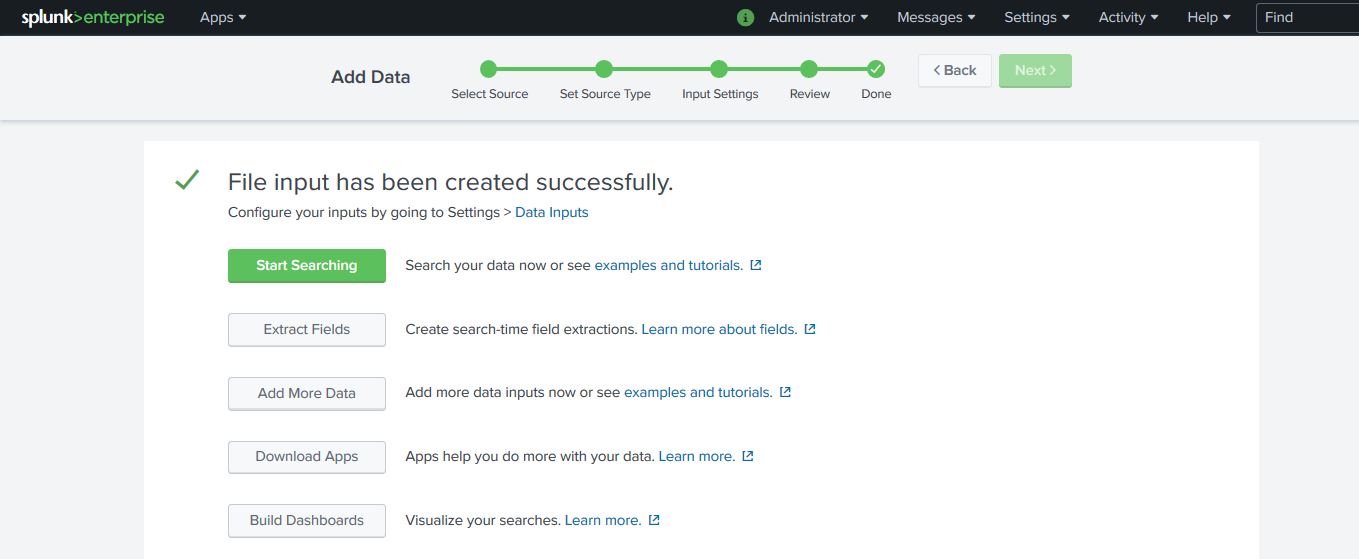 splunk>enterprise Apps Administrator Messages Settings Activity Help Find
Add Data
Select Source Set Source Type Input Settings Review Done
< Back Next >
File input has been created successfully.
Configure your inputs by going to Settings > Data Inputs
Start Searching Search your data now or see examples and tutorials.
Extract Fields Create search-time field extractions. Learn more about fields.
Add More Data Add more data inputs now or see examples and tutorials.
Download Apps Apps help you do more with your data. Learn more.
Build Dashboards Visualize your searches. Learn more.